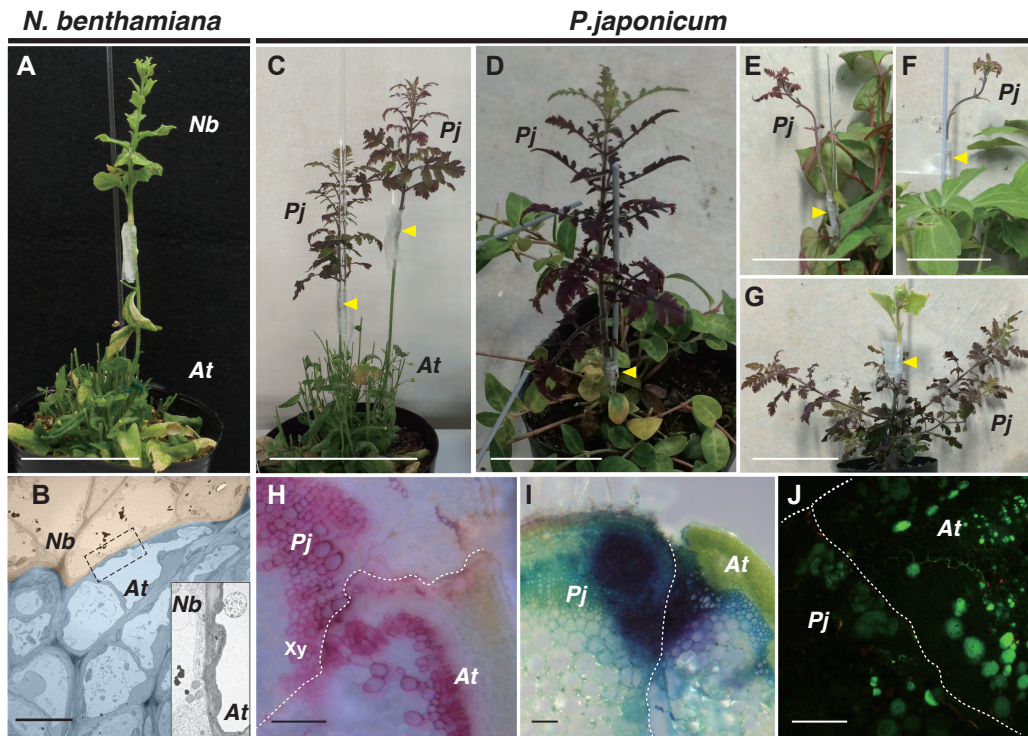 N. benthamiana
P.japonicum
A
Nb
At
C
Pj
Pj
At
D
Pj
E
Pj
F
Pj
G
Pj
B
Nb
At
Nb
At
H
Pj
Xy
At
I
Pj
At
J
At
Pj